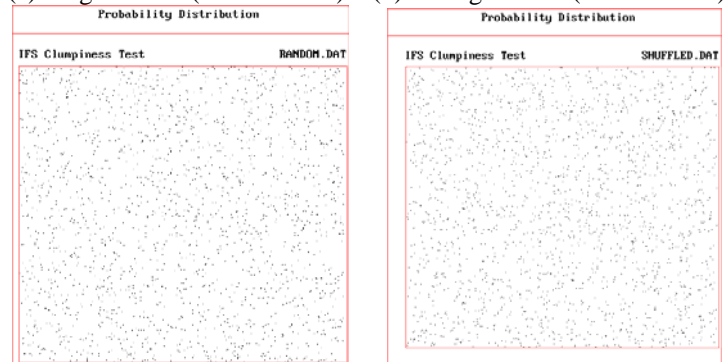 Probability Distribution
IFS Clumpiness Test RANDOM.DAT
Probability Distribution
IFS Clumpiness Test SHUFFLED.DAT